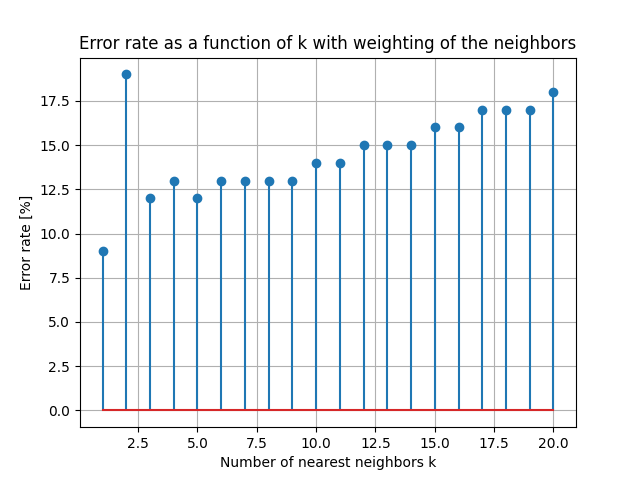 Error rate as a function of k with weighting of the neighbors
17.5
15.0
12.5
10.0
7.5
5.0
2.5
0.0
Error rate [%]
2.5 5.0 7.5 10.0 12.5 15.0 17.5 20.0
Number of nearest neighbors k